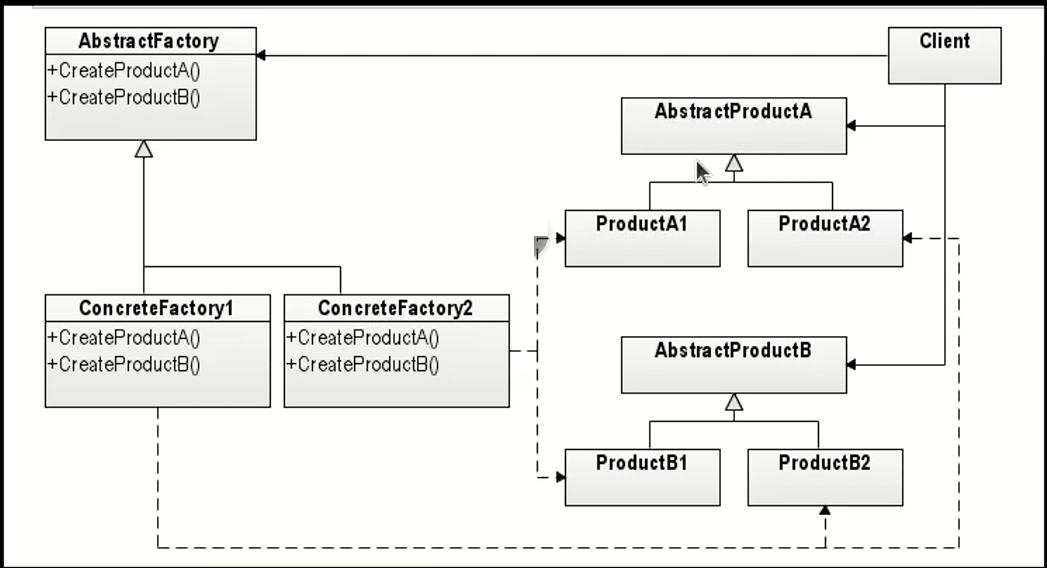 AbstractFactory
+CreateProductA()
+CreateProductB()
Client
AbstractProductA
ProductA1
ProductA2
ConcreteFactory1
+CreateProductA()
+CreateProductB()
ConcreteFactory2
+CreateProductA()
+CreateProductB()
AbstractProductB
ProductB1
ProductB2